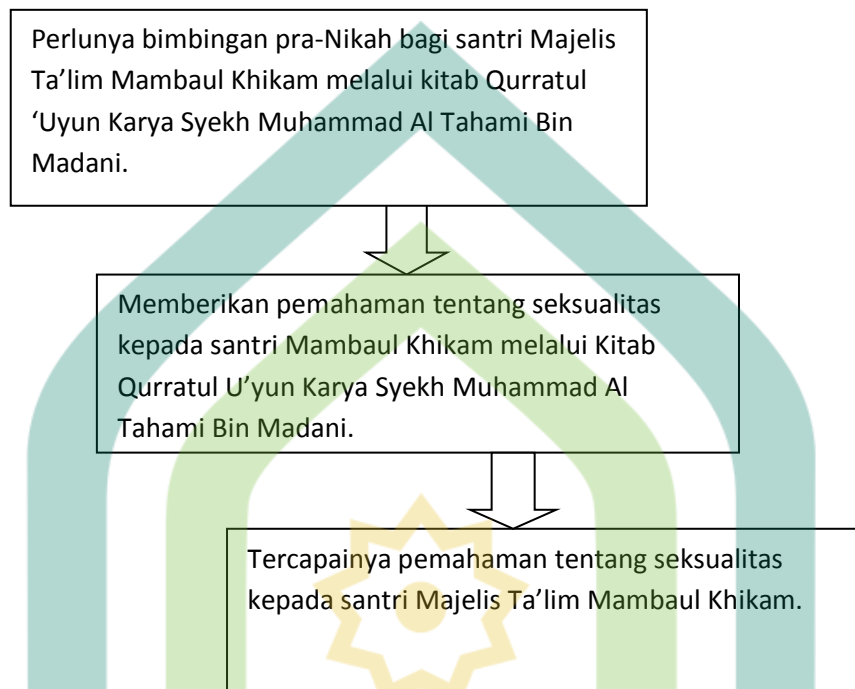 Perlunya bimbingan pra-Nikah bagi santri Majelis
Ta’lim Mambaul Khikam melalui kitab Qurratul
‘Uyun Karya Syekh Muhammad Al Tahami Bin
Madani.
Memberikan pemahaman tentang seksualitas
kepada santri Mambaul Khikam melalui Kitab
Qurratul U’yun Karya Syekh Muhammad Al
Tahami Bin Madani.
Tercapainya pemahaman tentang seksualitas
kepada santri Majelis Ta’lim Mambaul Khikam.